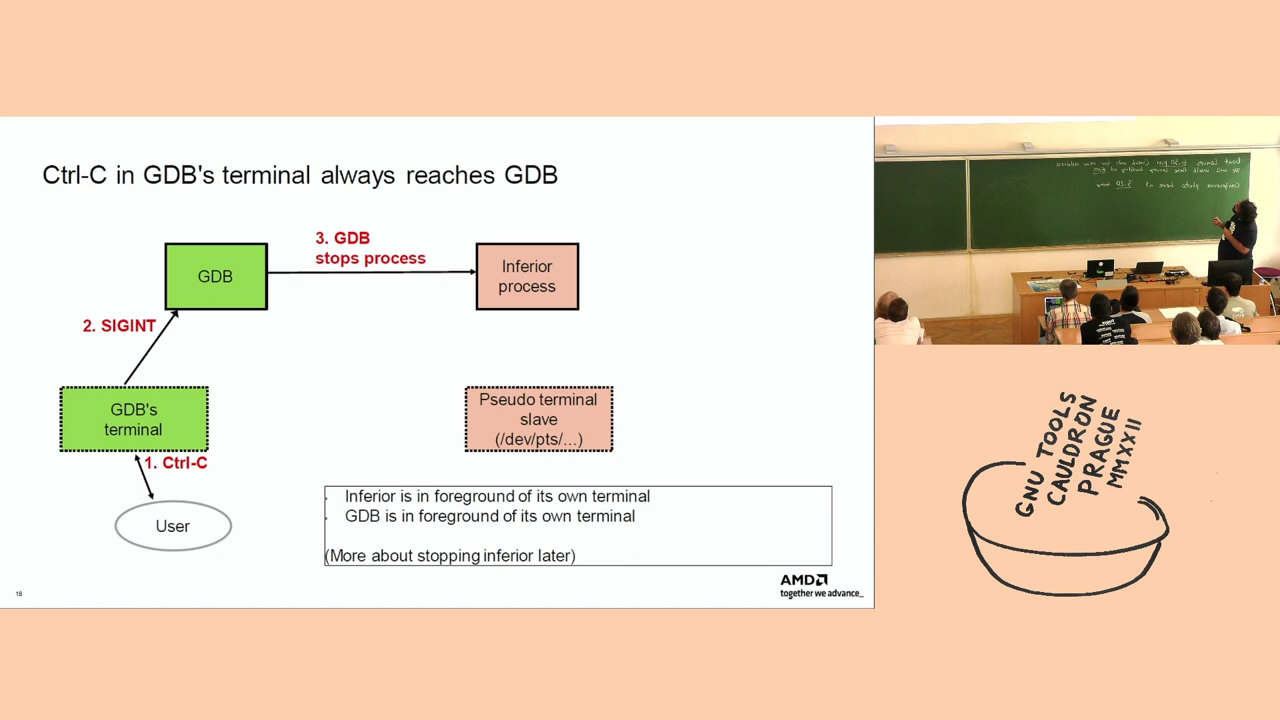 Ctrl-C in GDB's terminal always reaches GDB
GDB
3. GDB
stops process
Inferior
process
2. SIGINT
GDB's
terminal
Pseudo terminal
slave
(/dev/pts/...)
1. Ctrl-C
User
Inferior is in foreground of its own terminal
GDB is in foreground of its own terminal
(More about stopping inferior later)
18
AMD
together we advance_
GNU TOOLS
CAULDRON
PRAGUE
MMXXII